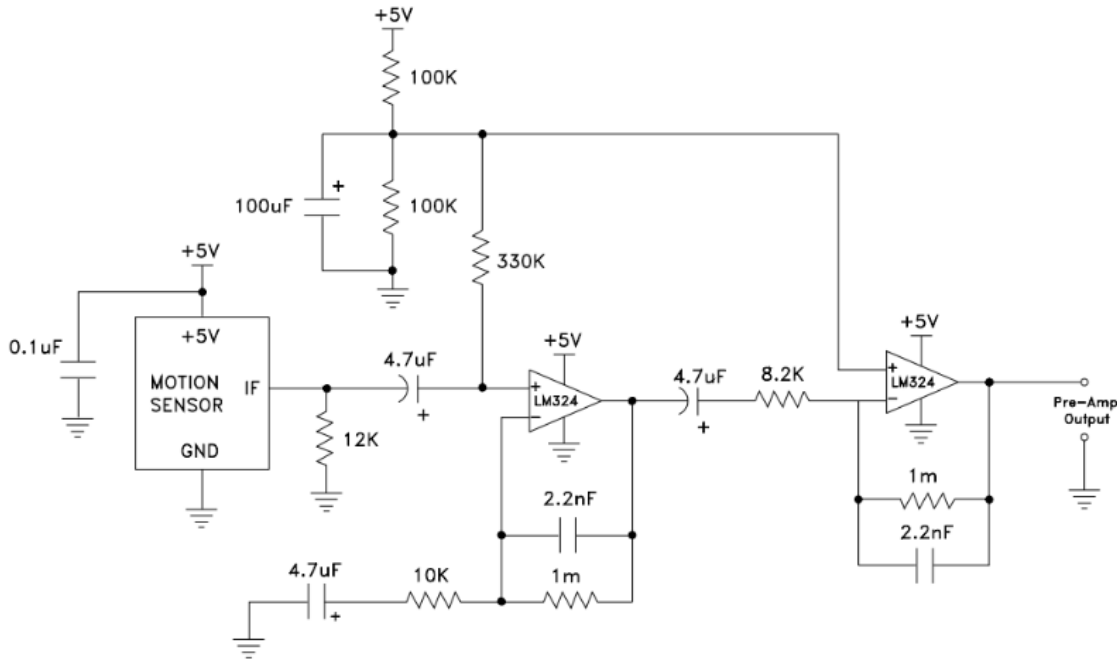 +5V
100K
100uF
+
100K
330K
+5V
0.1uF
+5V
MOTION
SENSOR
IF
GND
4.7uF
+
12K
+5V
+
LM324
−
4.7uF
+
8.2K
+5V
+
LM324
−
Pre-Amp
Output
1m
2.2nF
2.2nF
1m
4.7uF
+
10K